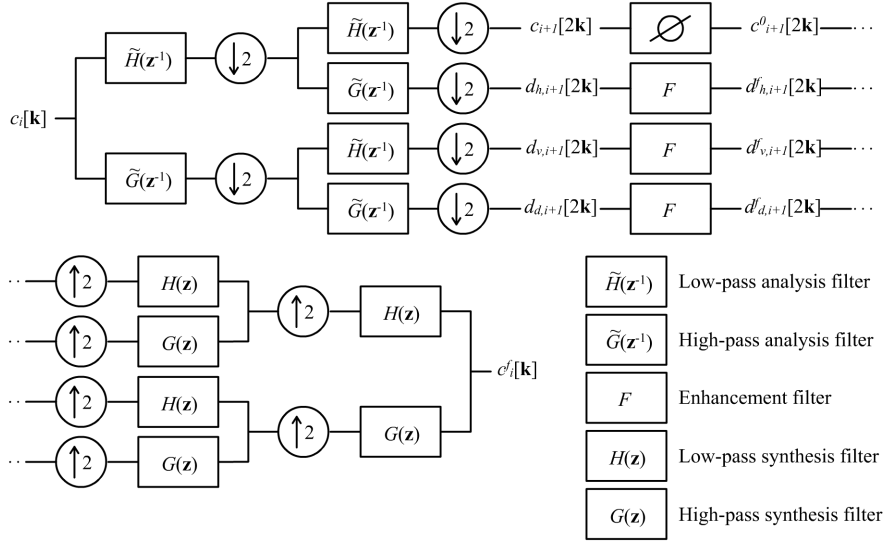 H̃(z⁻¹) ↓2 c_{i+1}[2k] ∅ c⁰_{i+1}[2k] ···
H̃(z⁻¹) ↓2
G̃(z⁻¹) ↓2 d_{h,i+1}[2k] F d^f_{h,i+1}[2k] ···
c_i[k]
H̃(z⁻¹) ↓2 d_{v,i+1}[2k] F d^f_{v,i+1}[2k] ···
G̃(z⁻¹) ↓2
G̃(z⁻¹) ↓2 d_{d,i+1}[2k] F d^f_{d,i+1}[2k] ···
·· ↑2 H(z)
↑2 H(z)
·· ↑2 G(z)
c^f_i[k]
·· ↑2 H(z)
↑2 G(z)
·· ↑2 G(z)
H̃(z⁻¹) Low-pass analysis filter
G̃(z⁻¹) High-pass analysis filter
F Enhancement filter
H(z) Low-pass synthesis filter
G(z) High-pass synthesis filter